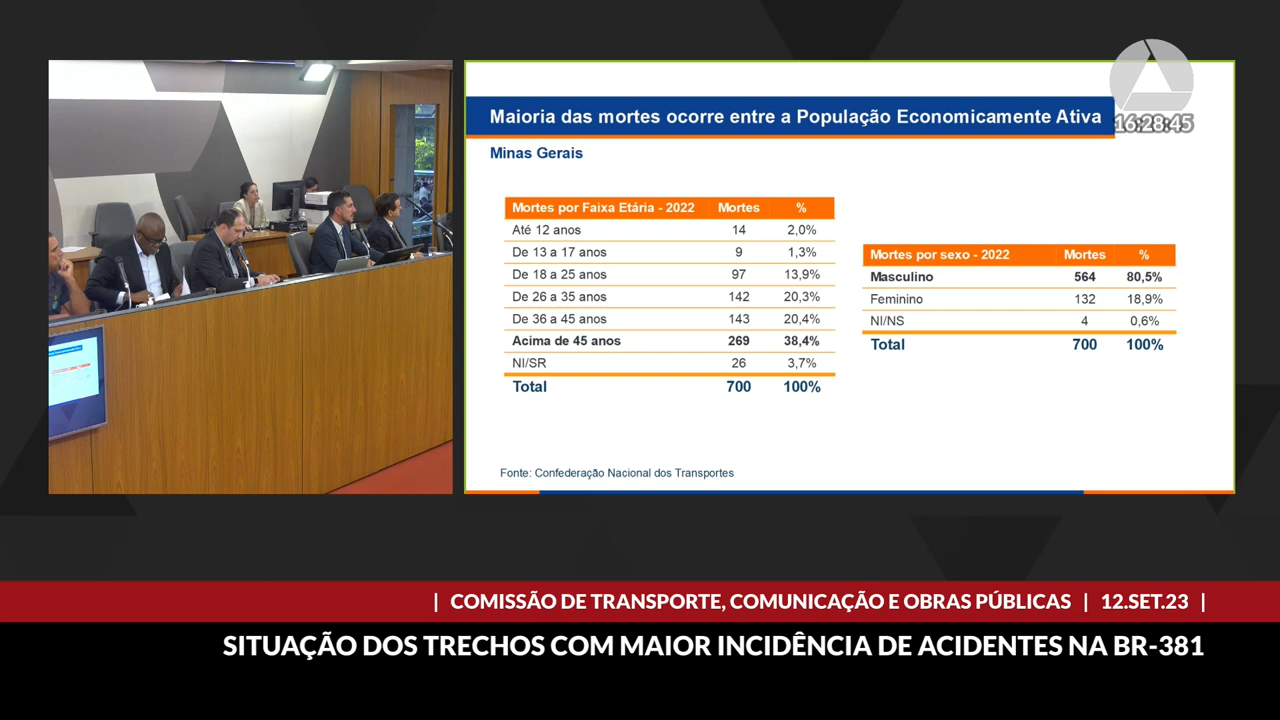 16:28:45
Maioria das mortes ocorre entre a População Economicamente Ativa
Minas Gerais
Mortes por Faixa Etária - 2022 Mortes %
Até 12 anos 14 2,0%
De 13 a 17 anos 9 1,3%
De 18 a 25 anos 97 13,9%
De 26 a 35 anos 142 20,3%
De 36 a 45 anos 143 20,4%
Acima de 45 anos 269 38,4%
NI/SR 26 3,7%
Total 700 100%
Mortes por sexo - 2022 Mortes %
Masculino 564 80,5%
Feminino 132 18,9%
NI/NS 4 0,6%
Total 700 100%
Fonte: Confederação Nacional dos Transportes
| COMISSÃO DE TRANSPORTE, COMUNICAÇÃO E OBRAS PÚBLICAS | 12.SET.23 |
SITUAÇÃO DOS TRECHOS COM MAIOR INCIDÊNCIA DE ACIDENTES NA BR-381